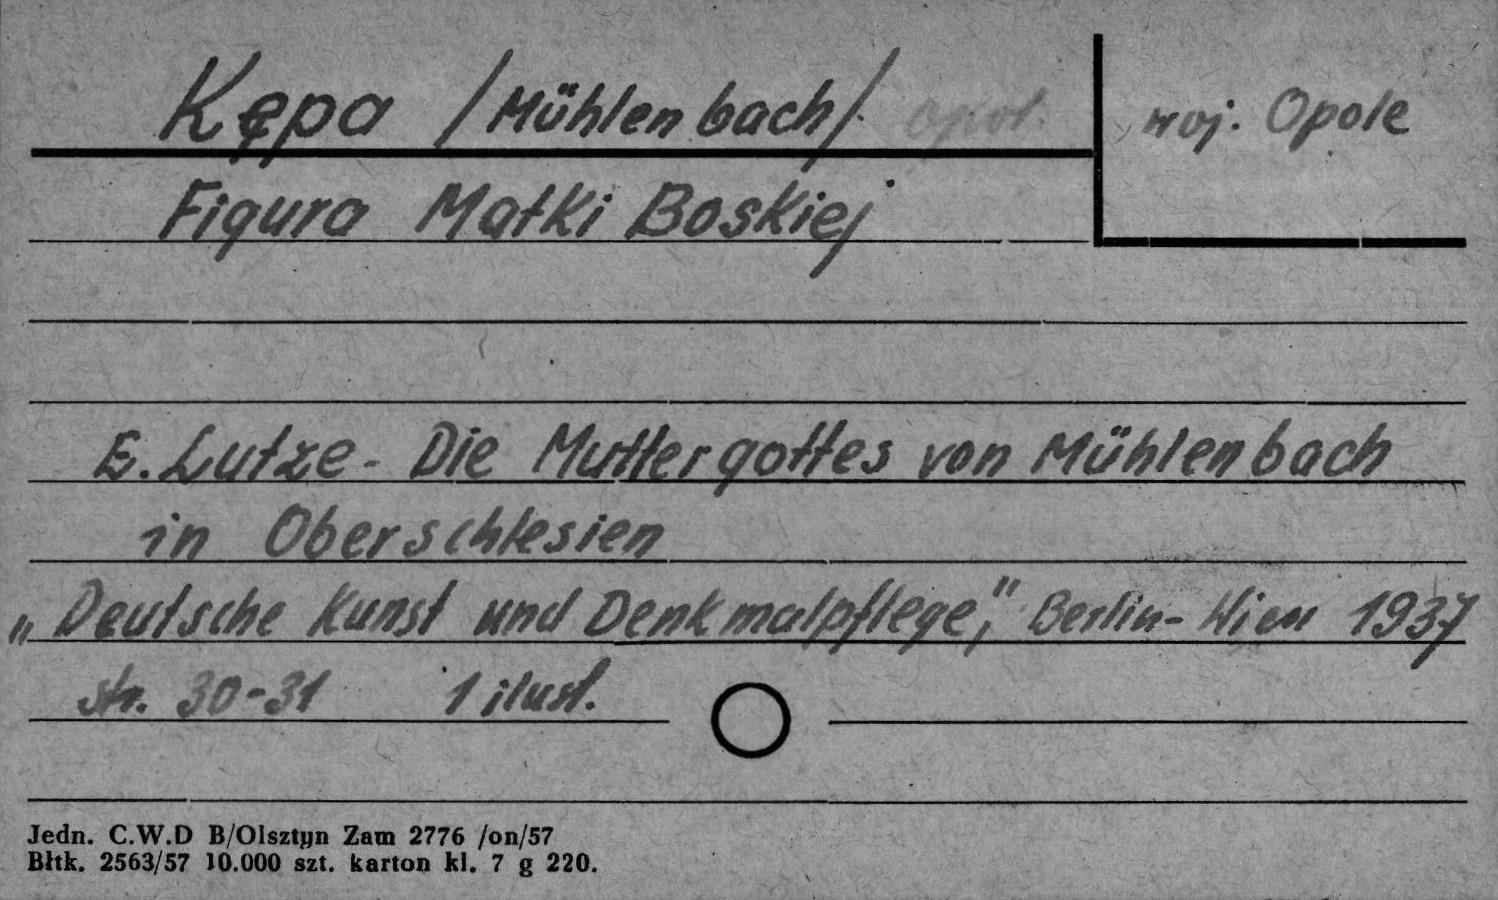 Kępa /Mühlenbach/. opol. woj. Opole
Figura Matki Boskiej
E. Lutze - Die Muttergottes von Mühlenbach
in Oberschlesien
„Deutsche Kunst und Denkmalpflege," Berlin-Wien 1937
str. 30-31 1 ilust.
Jedn. C.W.D B/Olsztyn Zam 2776 /on/57
Błtk. 2563/57 10.000 szt. karton kl. 7 g 220.